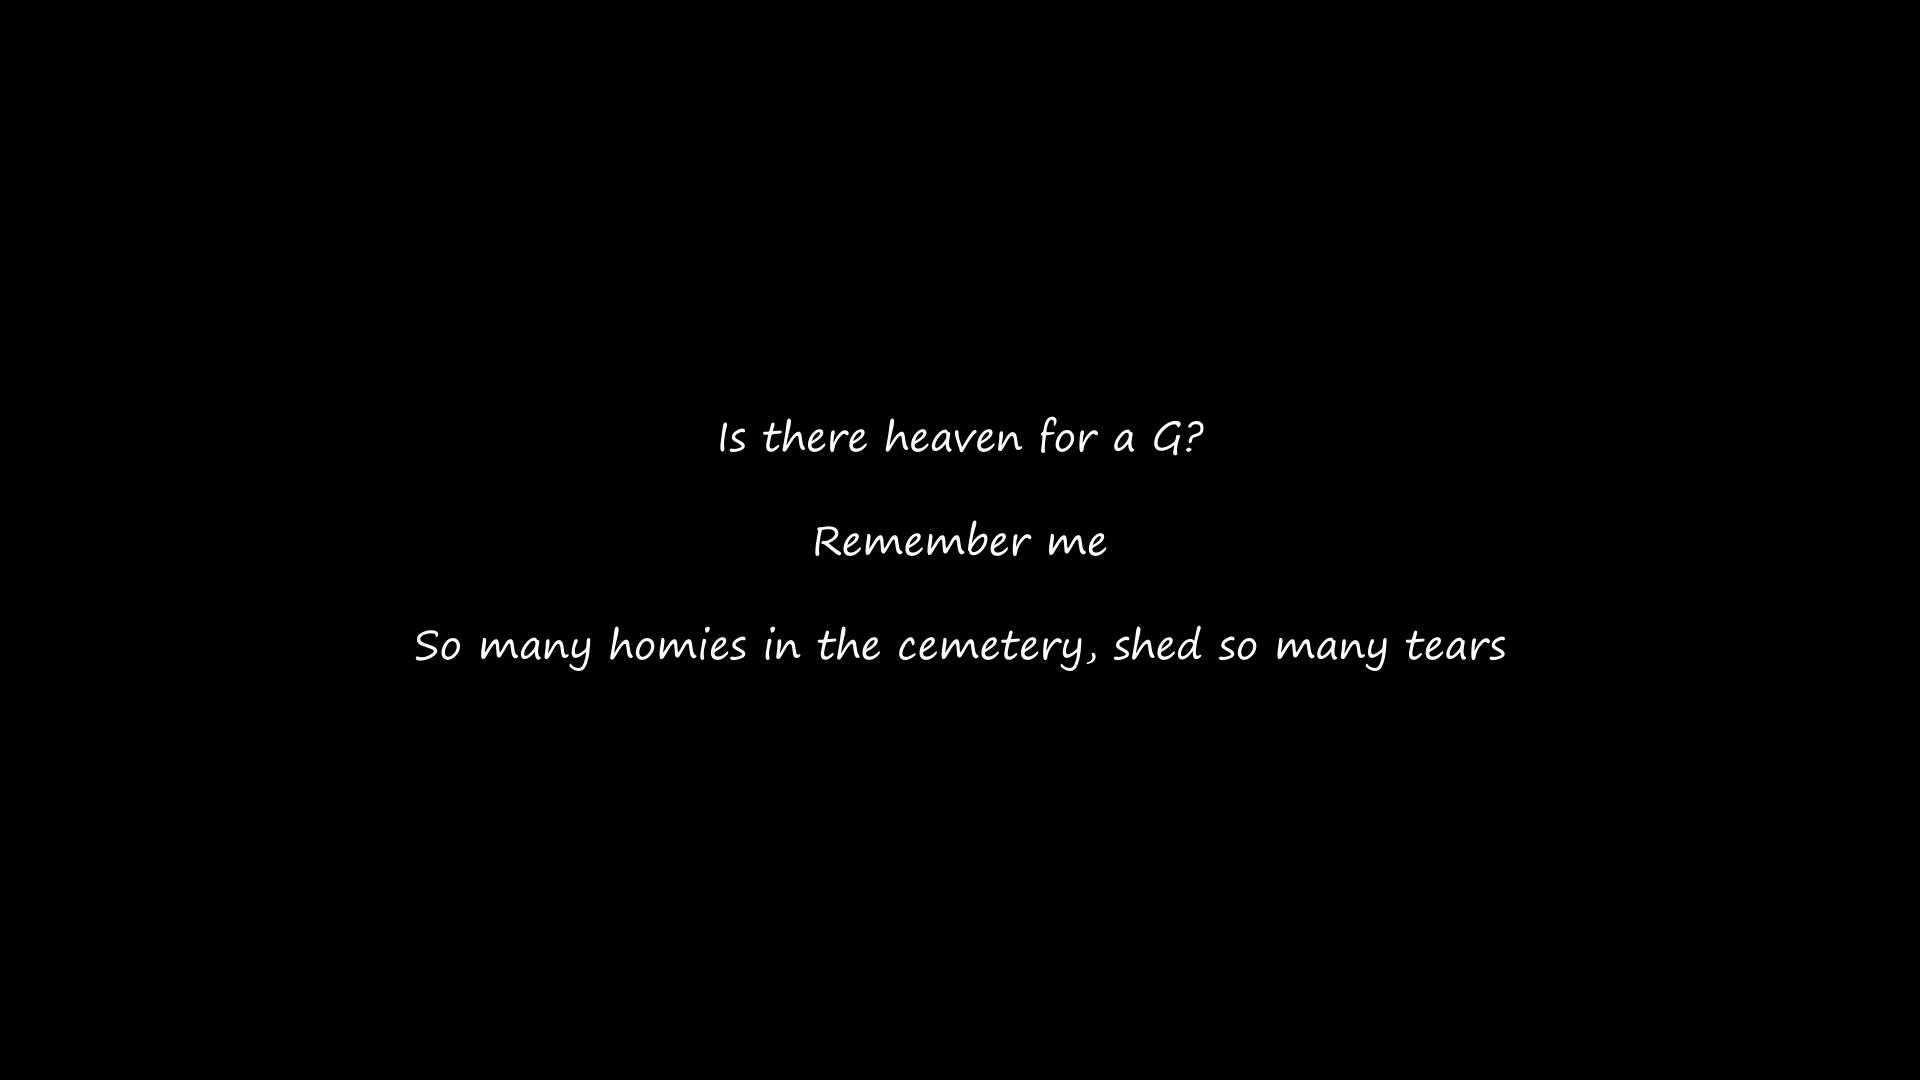 Is there heaven for a G?
Remember me
So many homies in the cemetery, shed so many tears